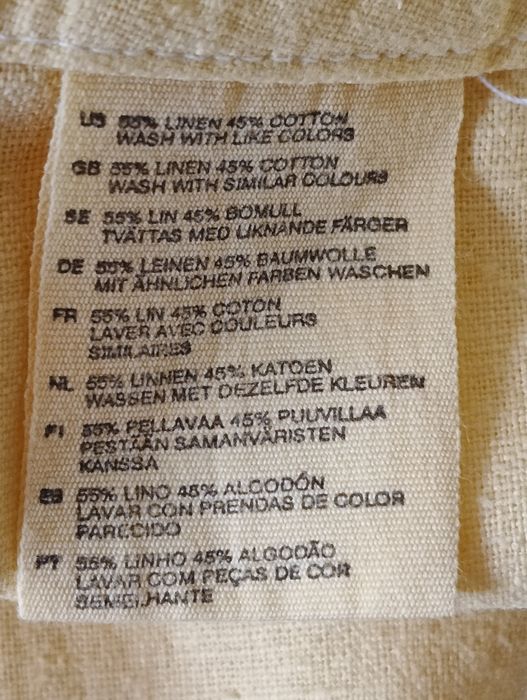 US 55% LINEN 45% COTTON
WASH WITH LIKE COLORS
GB 55% LINEN 45% COTTON
WASH WITH SIMILAR COLOURS
SE 55% LIN 45% BOMULL
TVÄTTAS MED LIKNANDE FÄRGER
DE 55% LEINEN 45% BAUMWOLLE
MIT ÄHNLICHEN FARBEN WASCHEN
FR 55% LIN 45% COTON
LAVER AVEC COULEURS
SIMILAIRES
NL 55% LINNEN 45% KATOEN
WASSEN MET DEZELFDE KLEUREN
FI 55% PELLAVAA 45% PUUVILLAA
PESTÄÄN SAMANVÄRISTEN
KANSSA
ES 55% LINO 45% ALGODÓN
LAVAR CON PRENDAS DE COLOR
PARECIDO
PT 55% LINHO 45% ALGODÃO
LAVAR COM PEÇAS DE COR
SEMELHANTE